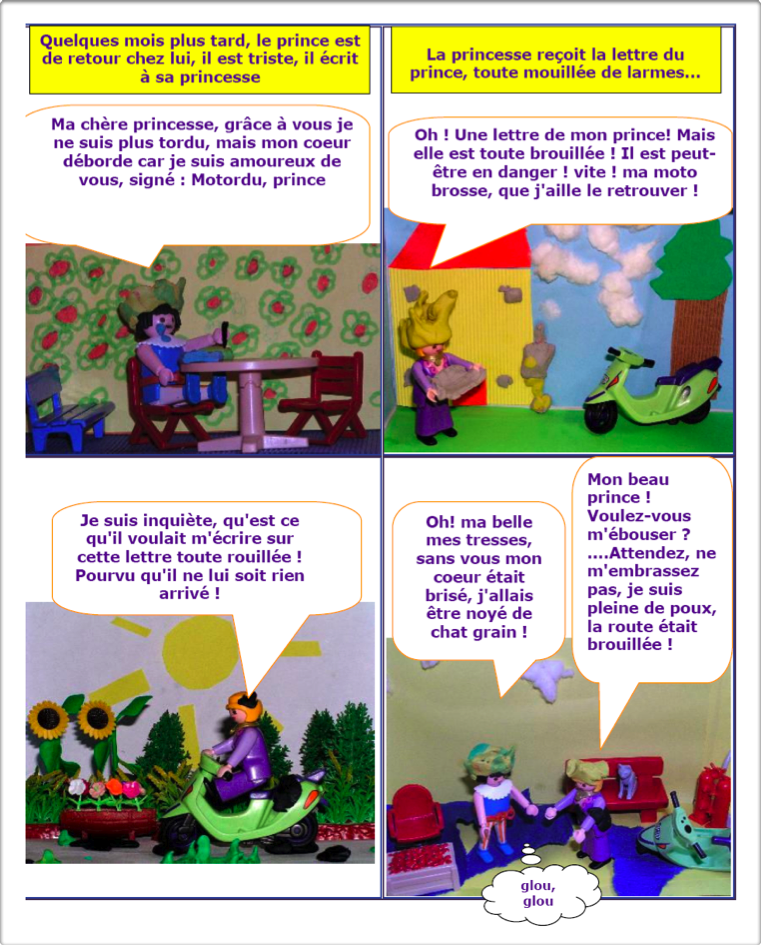 Quelques mois plus tard, le prince est
de retour chez lui, il est triste, il écrit
à sa princesse
Ma chère princesse, grâce à vous je
ne suis plus tordu, mais mon coeur
déborde car je suis amoureux de
vous, signé : Motordu, prince
La princesse reçoit la lettre du
prince, toute mouillée de larmes...
Oh ! Une lettre de mon prince! Mais
elle est toute brouillée ! Il est peut-
être en danger ! vite ! ma moto
brosse, que j'aille le retrouver !
Je suis inquiète, qu'est ce
qu'il voulait m'écrire sur
cette lettre toute rouillée !
Pourvu qu'il ne lui soit rien
arrivé !
Oh! ma belle
mes tresses,
sans vous mon
coeur était
brisé, j'allais
être noyé de
chat grain !
Mon beau
prince !
Voulez-vous
m'ébouser ?
....Attendez, ne
m'embrassez
pas, je suis
pleine de poux,
la route était
brouillée !
glou,
glou